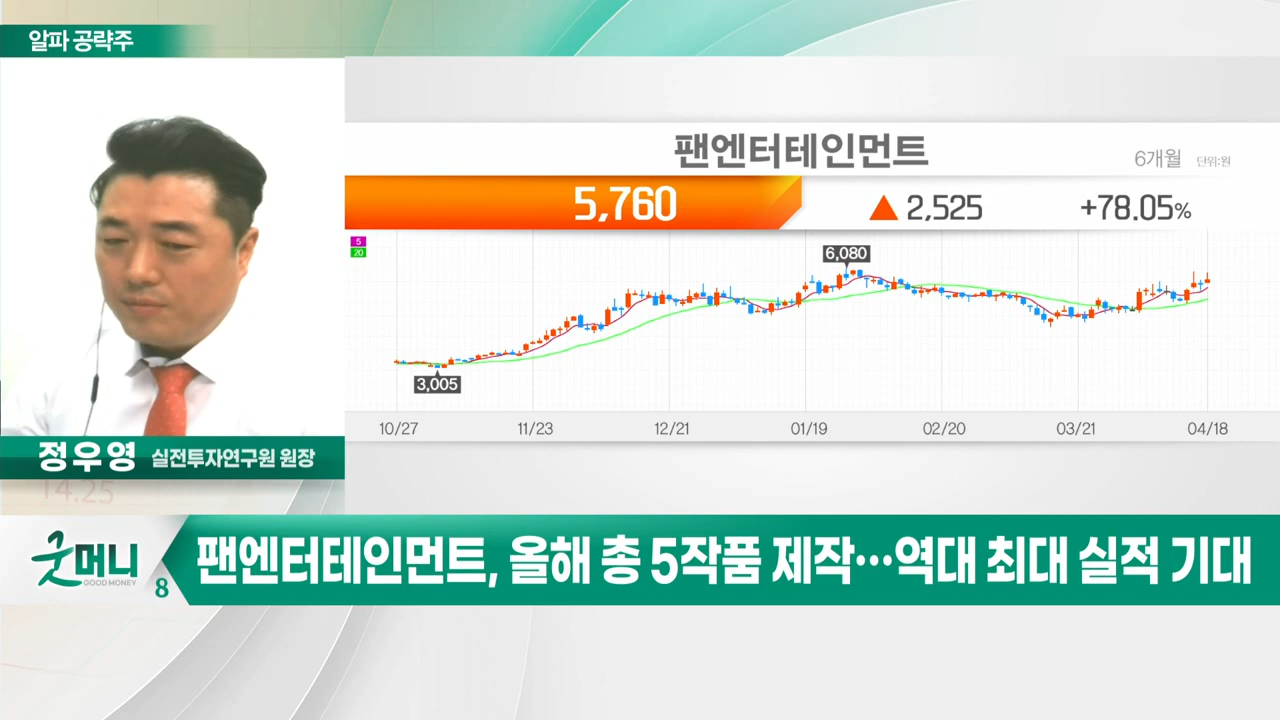 알파 공략주
팬엔터테인먼트
6개월 단위:원
5,760 ▲ 2,525 +78.05%
5
20
6,080
3,005
10/27 11/23 12/21 01/19 02/20 03/21 04/18
정우영 실전투자연구원 원장
14.25
굿머니
GOOD MONEY
8
팬엔터테인먼트, 올해 총 5작품 제작…역대 최대 실적 기대